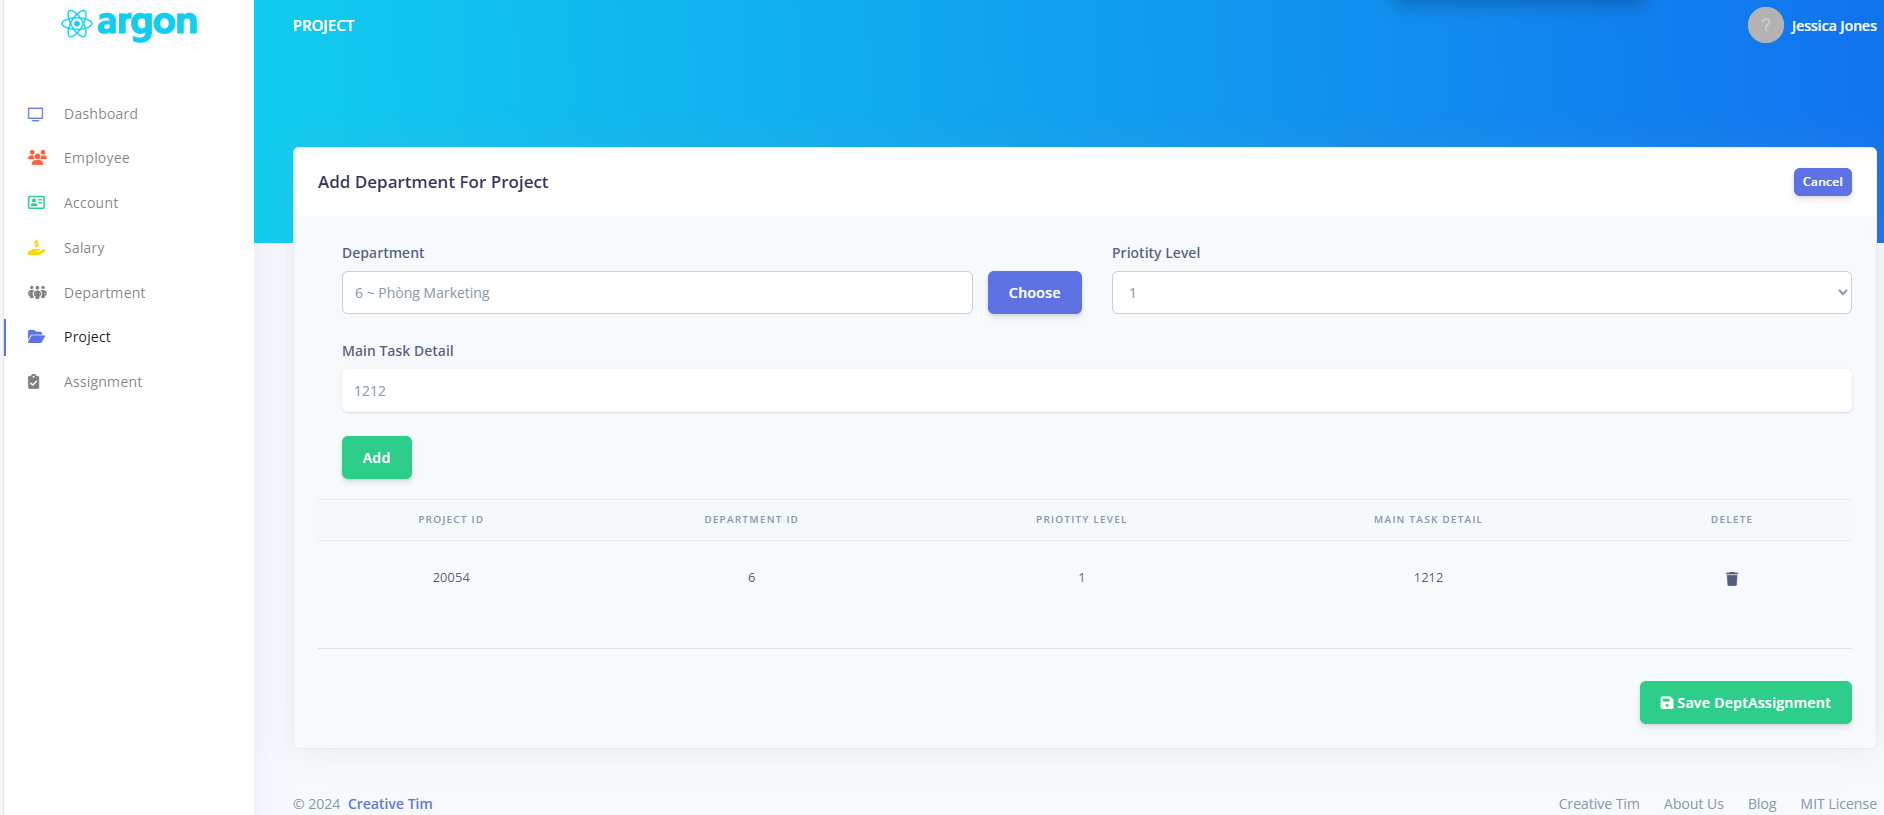 argon
PROJECT
?
Jessica Jones
Dashboard
Employee
Account
Salary
Department
Project
Assignment
Add Department For Project
Cancel
Department
Priotity Level
6 ~ Phòng Marketing
Choose
1
Main Task Detail
1212
Add
PROJECT ID DEPARTMENT ID PRIOTITY LEVEL MAIN TASK DETAIL DELETE
20054 6 1 1212
Save DeptAssignment
© 2024 Creative Tim
Creative Tim About Us Blog MIT License